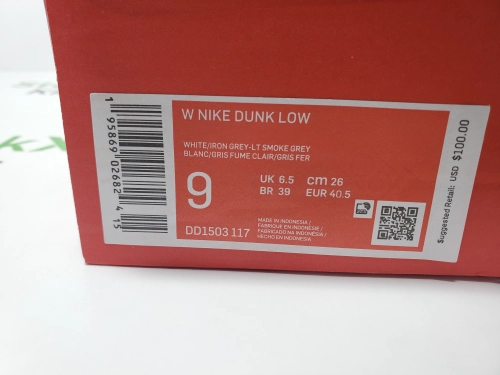 W NIKE DUNK LOW
WHITE/IRON GREY-LT SMOKE GREY
BLANC/GRIS FUME CLAIR/GRIS FER
9
UK 6.5 cm 26
BR 39 EUR 40.5
DD1503 117
MADE IN INDONESIA /
FABRIQUE EN INDONESIE /
FABRICADO NA INDONÉSIA /
HECHO EN INDONESIA
1 95869 02682 4 15
Suggested Retail: USD $100.00